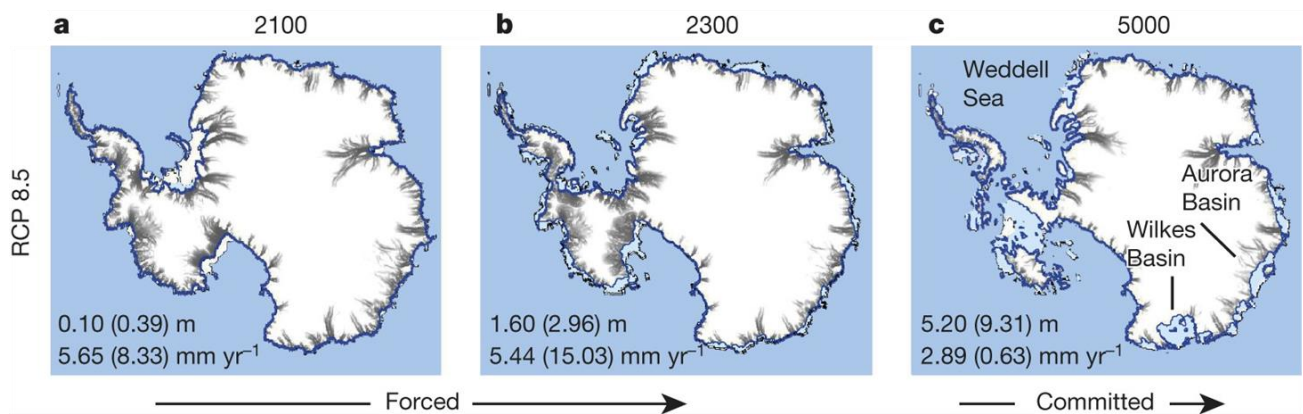 a 2100
b 2300
c 5000
RCP 8.5
0.10 (0.39) m
5.65 (8.33) mm yr⁻¹
1.60 (2.96) m
5.44 (15.03) mm yr⁻¹
Weddell
Sea
Aurora
Basin
Wilkes
Basin
5.20 (9.31) m
2.89 (0.63) mm yr⁻¹
Forced
Committed